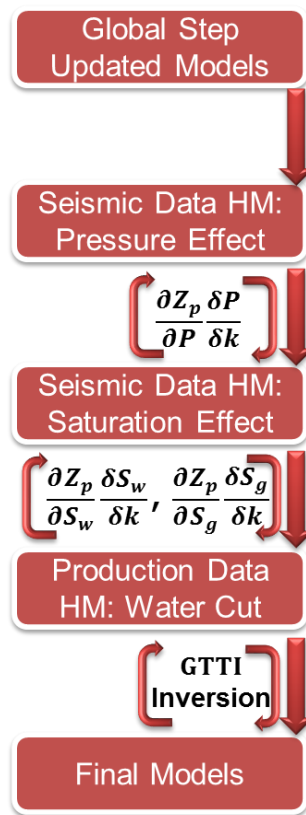 Global Step
Updated Models
Seismic Data HM:
Pressure Effect
∂Z_p/∂P δP/δk
Seismic Data HM:
Saturation Effect
∂Z_p/∂S_w δS_w/δk , ∂Z_p/∂S_g δS_g/δk
Production Data
HM: Water Cut
GTTI
Inversion
Final Models